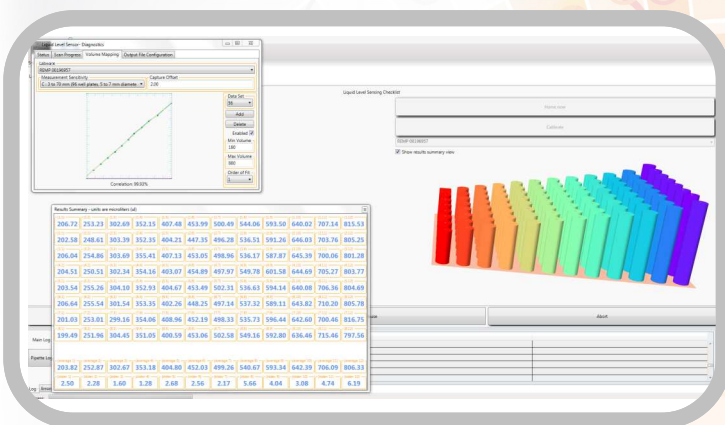 Liquid Level Sensor- Diagnostics
Status Scan Progress Volume Mapping Output File Configuration
Labware
RDMP 00196957
Measurement Sensitivity
Capture Offset
2.00
Data Set
96
Add
Delete
Enabled
Min Volume
Max Volume
Order of Fit
Correlation: 99.92%
Liquid Level Sensing Checklist
Calibrate
Show results summary view
Abort
Results Summary - units are microliters (ul)
206.72 253.23 302.69 352.15 407.48 453.99 500.49 544.06 593.50 640.02 707.14 815.53
202.58 248.61 303.39 352.35 404.21 447.35 496.28 536.51 591.26 646.03 703.76 805.25
206.04 254.86 303.69 355.41 407.13 453.05 498.96 536.17 587.87 645.39 700.06 801.28
204.51 250.51 302.34 354.16 403.07 454.89 497.97 549.78 601.58 644.69 705.27 803.77
203.54 255.26 304.10 352.93 404.67 453.49 502.31 536.63 594.14 640.08 706.36 804.69
206.64 255.54 301.54 353.35 402.26 448.25 497.14 537.32 589.11 643.82 710.20 805.78
201.03 253.01 299.16 354.06 408.96 452.19 498.33 535.73 596.44 642.60 700.46 816.75
199.49 251.96 304.45 351.05 400.59 453.06 502.58 549.16 592.80 636.46 715.46 797.56
203.82 252.87 302.67 353.18 404.80 452.03 499.26 540.67 593.34 642.39 706.09 806.33
2.50 2.28 1.60 1.28 2.68 2.56 2.17 5.66 4.04 3.08 4.74 6.19
Main Log
Pipette Log
Log